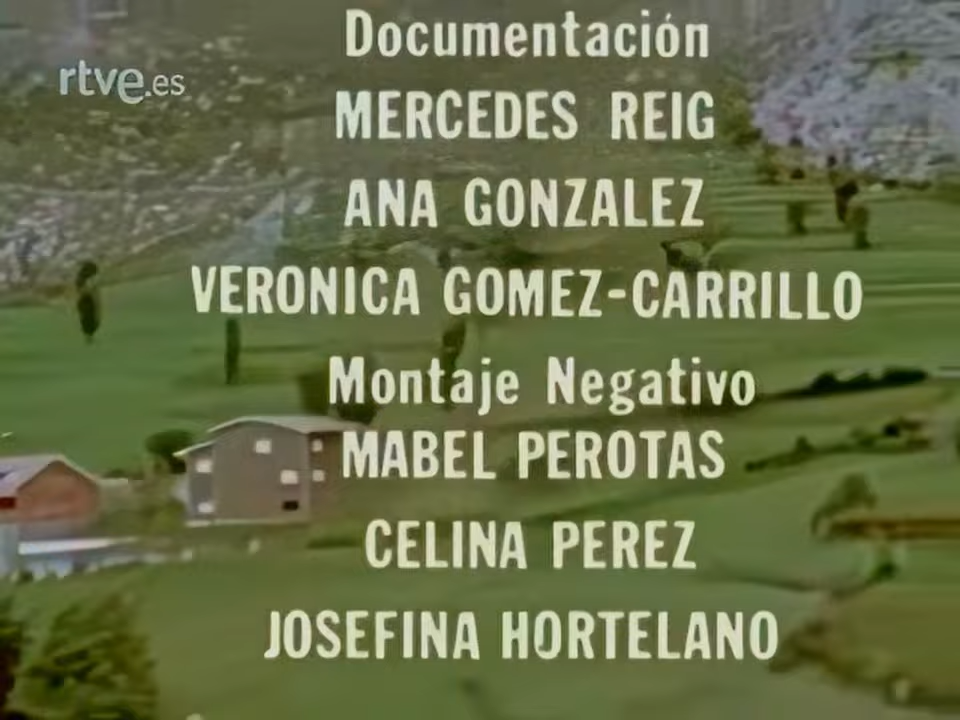 Documentación
rtve.es
MERCEDES REIG
ANA GONZALEZ
VERONICA GOMEZ-CARRILLO
Montaje Negativo
MABEL PEROTAS
CELINA PEREZ
JOSEFINA HORTELANO